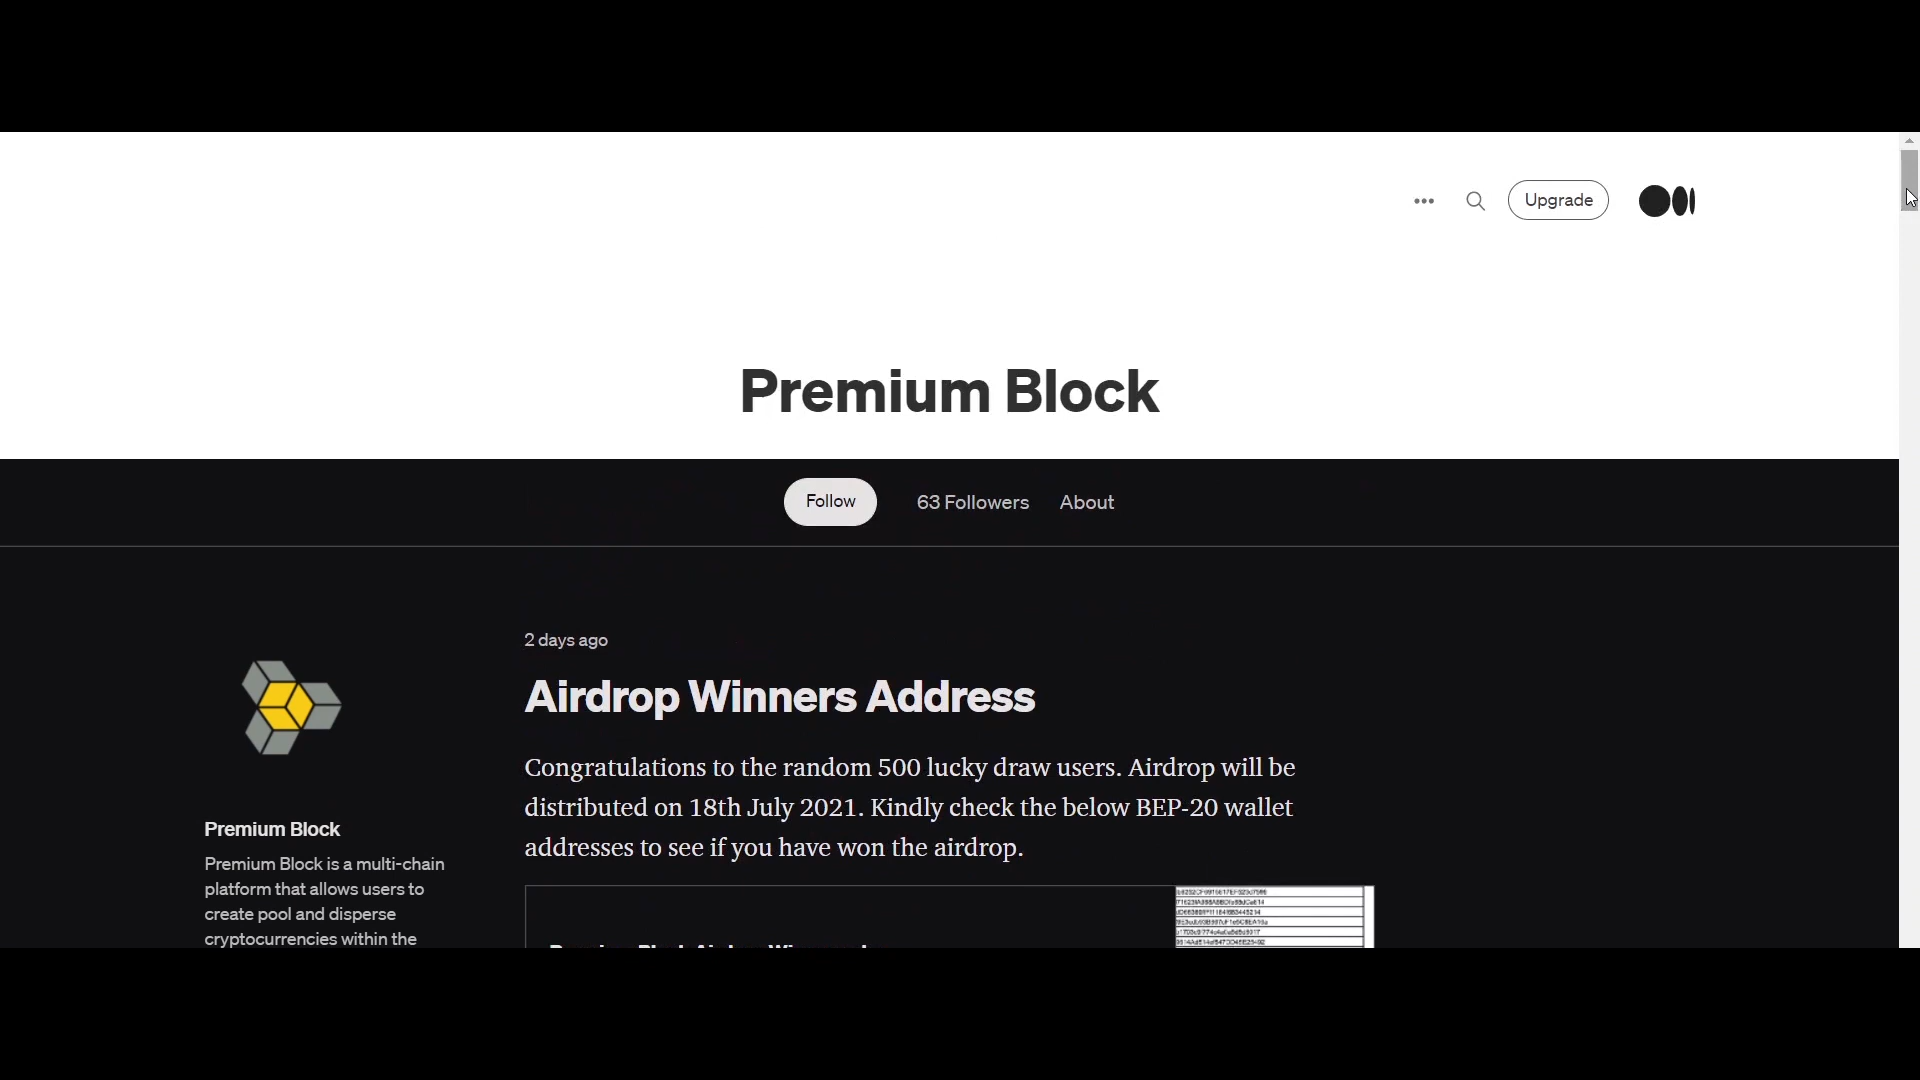 Upgrade
Premium Block
Follow
63 Followers
About
2 days ago
Airdrop Winners Address
Congratulations to the random 500 lucky draw users. Airdrop will be
distributed on 18th July 2021. Kindly check the below BEP-20 wallet
addresses to see if you have won the airdrop.
Premium Block
Premium Block is a multi-chain
platform that allows users to
create pool and disperse
cryptocurrencies within the